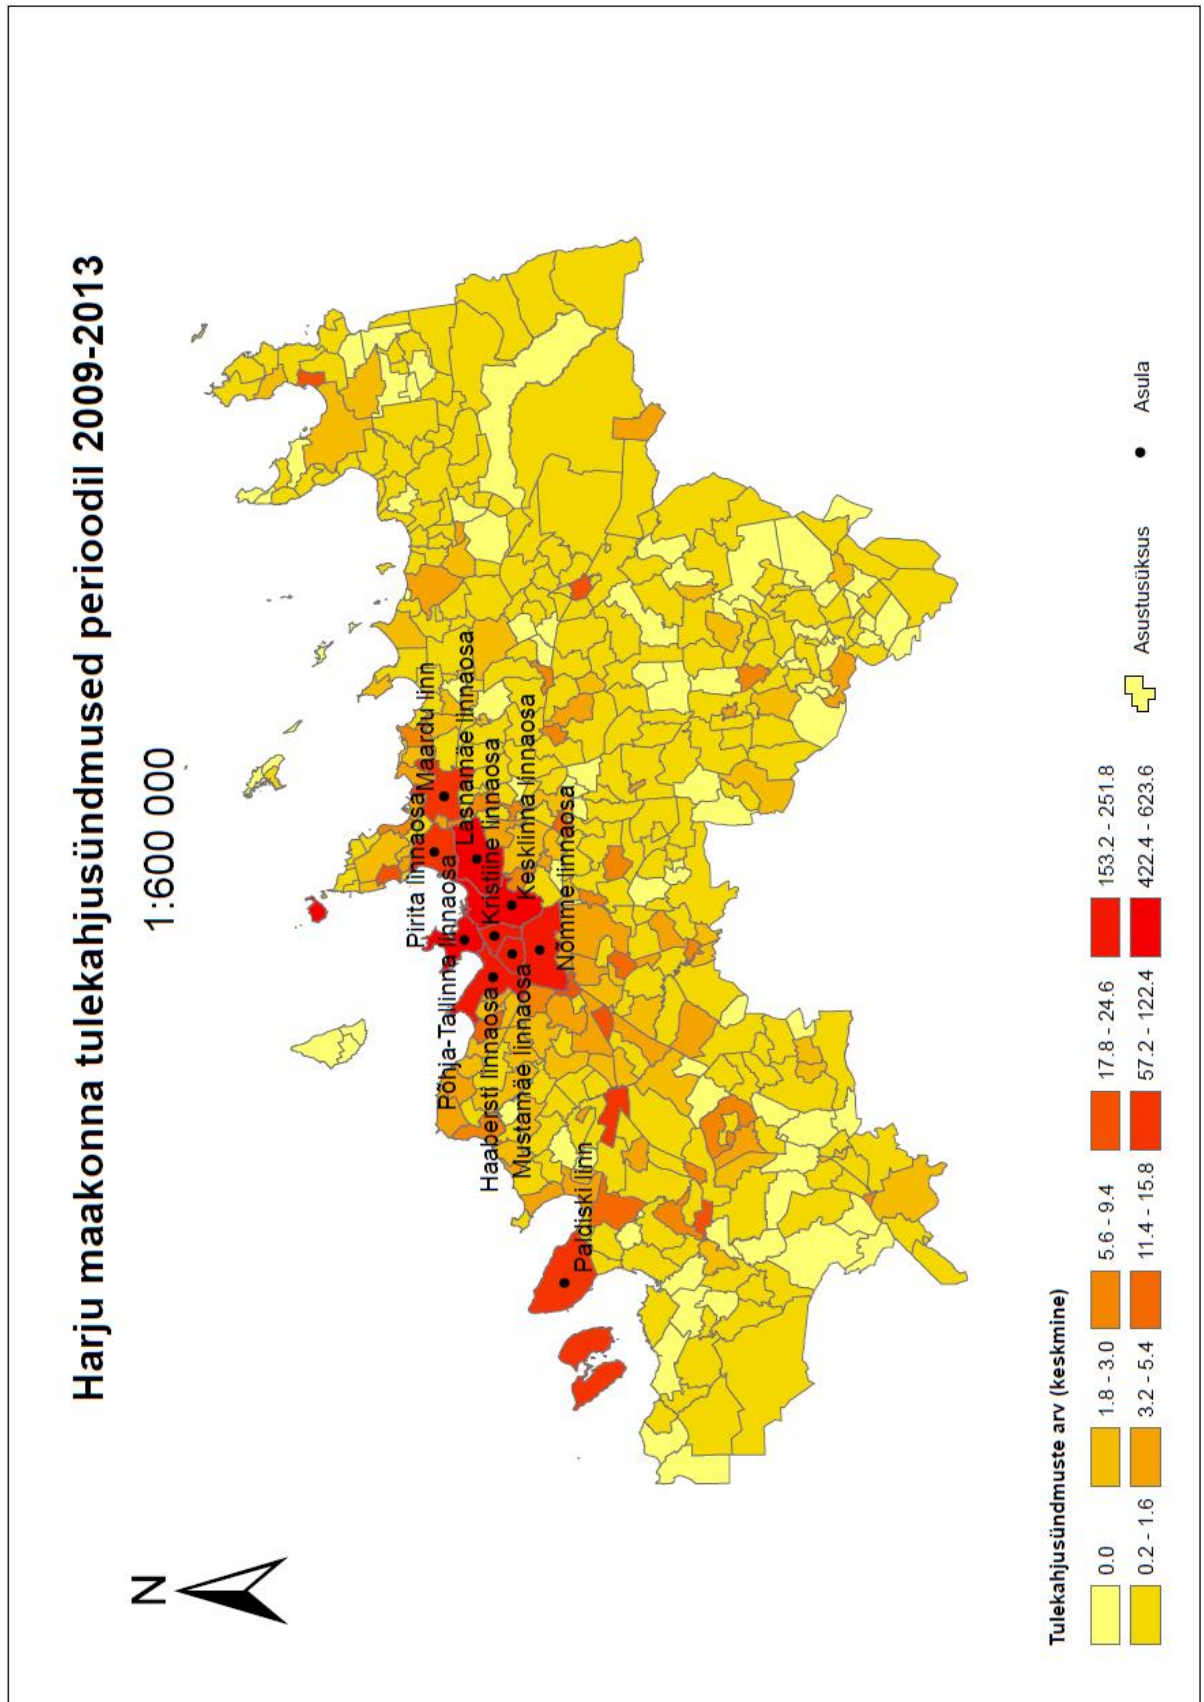 Harju maakonna tulekahjusündmused perioodil 2009-2013
1:600 000
N
Pirita linnaosa
Maardu linn
Põhja-Tallinna linnaosa
Lasnamäe linnaosa
Haabersti linnaosa
Kristiine linnaosa
Mustamäe linnaosa
Kesklinna linnaosa
Paldiski linn
Nõmme linnaosa
Tulekahjusündmuste arv (keskmine)
0.0
1.8 - 3.0
5.6 - 9.4
17.8 - 24.6
153.2 - 251.8
0.2 - 1.6
3.2 - 5.4
11.4 - 15.8
57.2 - 122.4
422.4 - 623.6
Asustusüksus
Asula